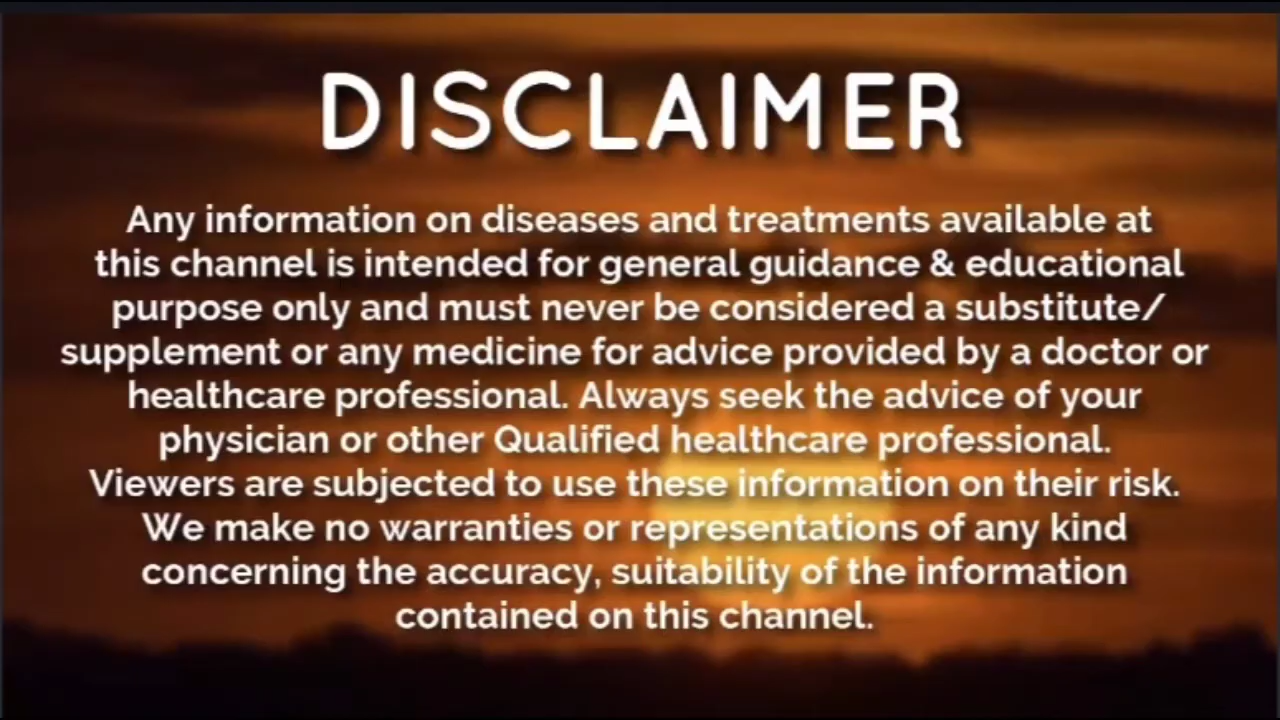 DISCLAIMER
Any information on diseases and treatments available at
this channel is intended for general guidance & educational
purpose only and must never be considered a substitute/
supplement or any medicine for advice provided by a doctor or
healthcare professional. Always seek the advice of your
physician or other Qualified healthcare professional.
Viewers are subjected to use these information on their risk.
We make no warranties or representations of any kind
concerning the accuracy, suitability of the information
contained on this channel.